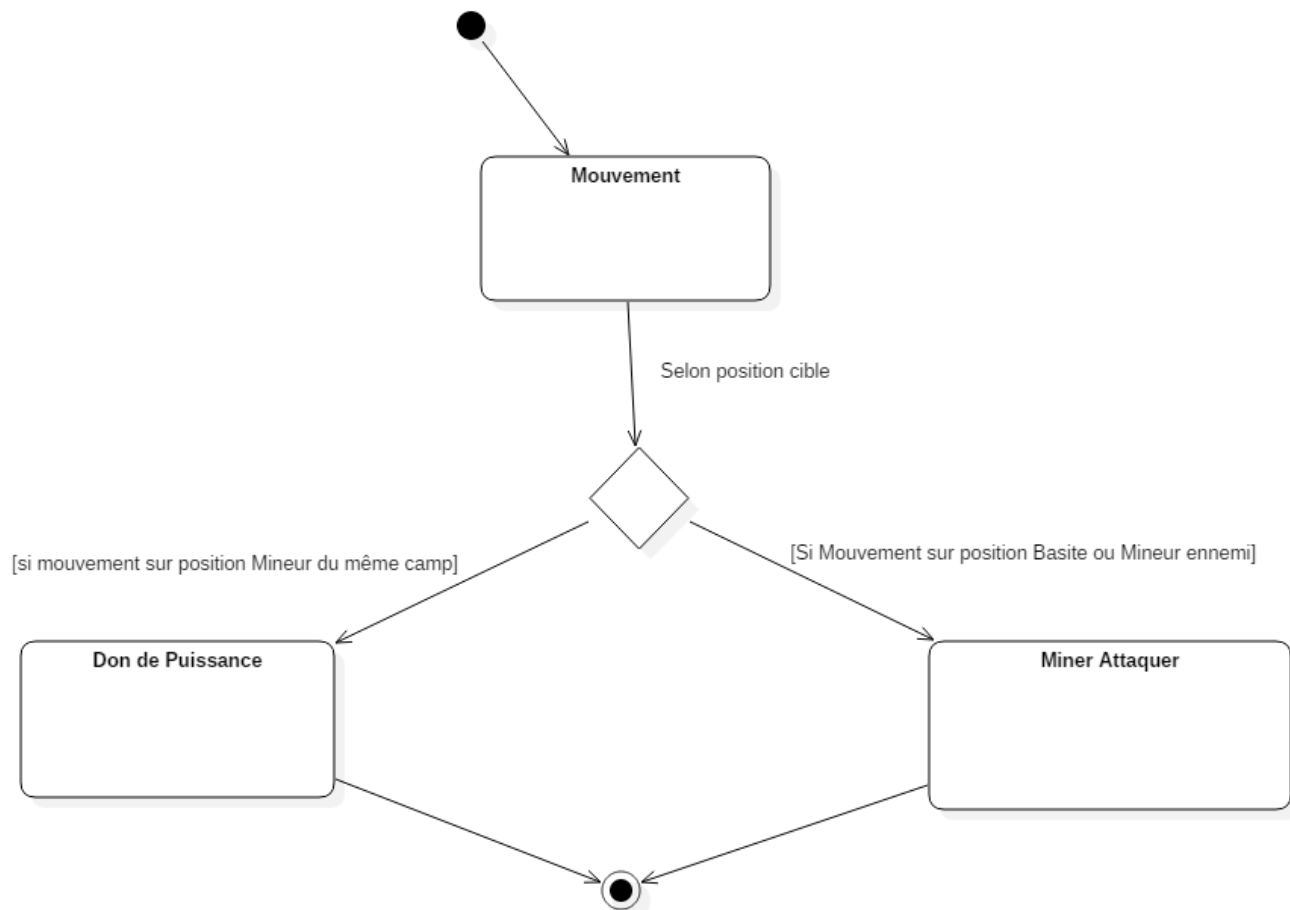 Mouvement
Selon position cible
[si mouvement sur position Mineur du même camp]
[Si Mouvement sur position Basite ou Mineur ennemi]
Don de Puissance
Miner Attaquer